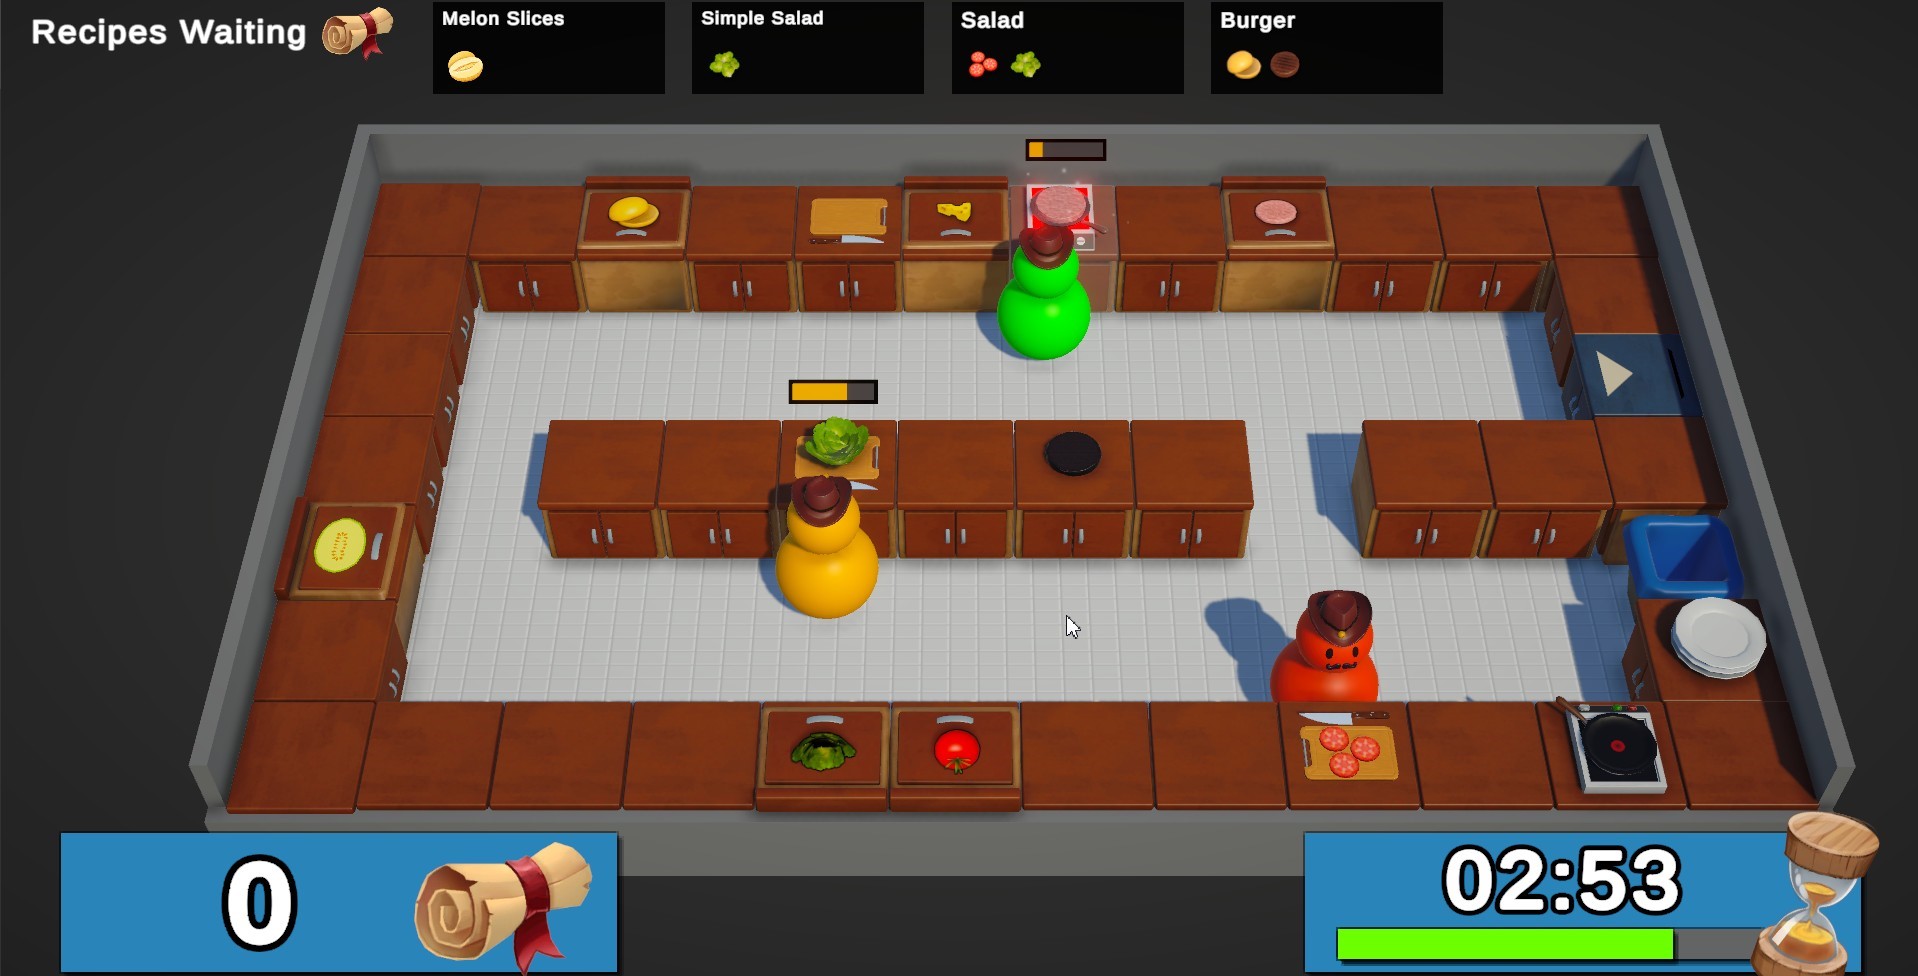 Recipes Waiting
Melon Slices
Simple Salad
Salad
Burger
0
02:53